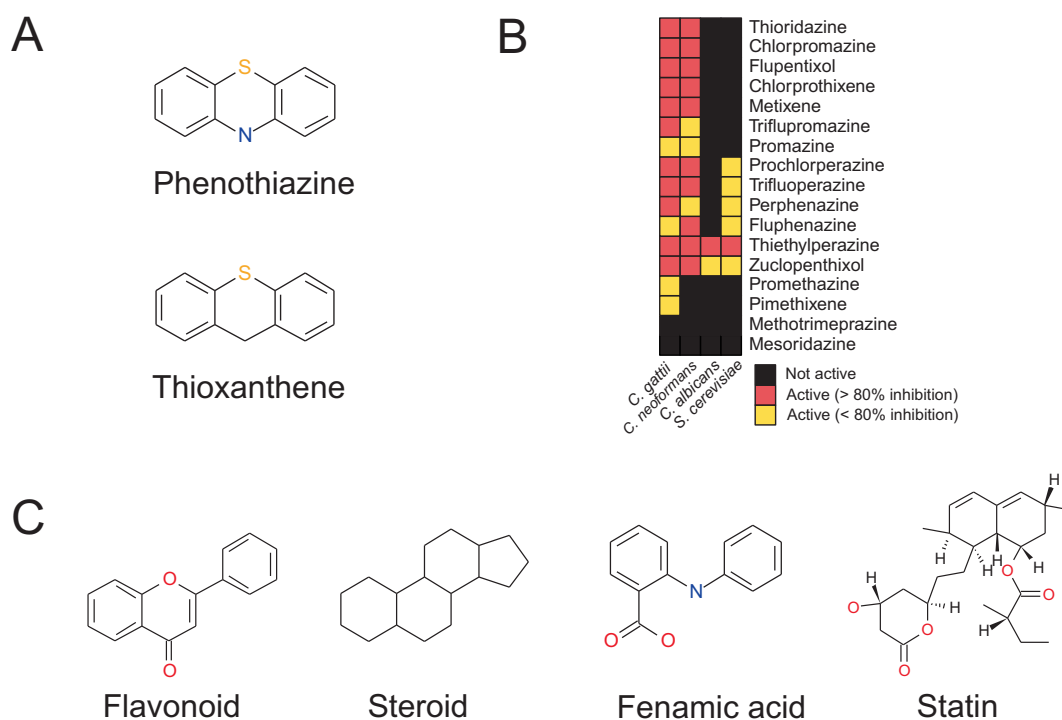 A
S
N
Phenothiazine
S
Thioxanthene
B
Thioridazine
Chlorpromazine
Flupentixol
Chlorprothixene
Metixene
Triflupromazine
Promazine
Prochlorperazine
Trifluoperazine
Perphenazine
Fluphenazine
Thiethylperazine
Zuclopenthixol
Promethazine
Pimethixene
Methotrimeprazine
Mesoridazine
C. gattii
C. neoformans
C. albicans
S. cerevisiae
Not active
Active (> 80% inhibition)
Active (< 80% inhibition)
C
O
O
Flavonoid
Steroid
N
O
O
Fenamic acid
H
H
H
H
H
O
O
H
O
H
O
O
H
Statin